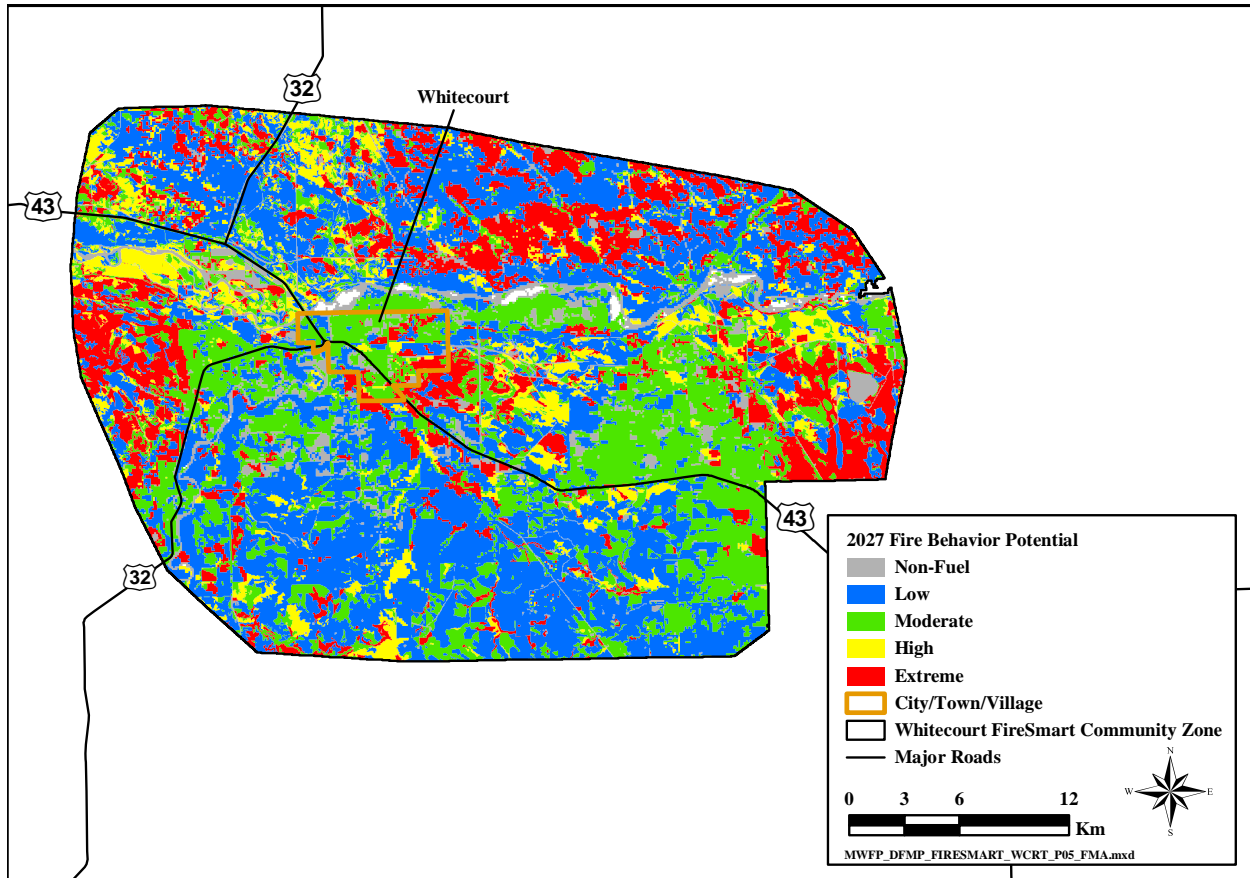 32
Whitecourt
43
43
32
2027 Fire Behavior Potential
Non-Fuel
Low
Moderate
High
Extreme
City/Town/Village
Whitecourt FireSmart Community Zone
Major Roads
N
W E
S
0 3 6 12
Km
MWFP_DFMP_FIRESMART_WCRT_P05_FMA.mxd